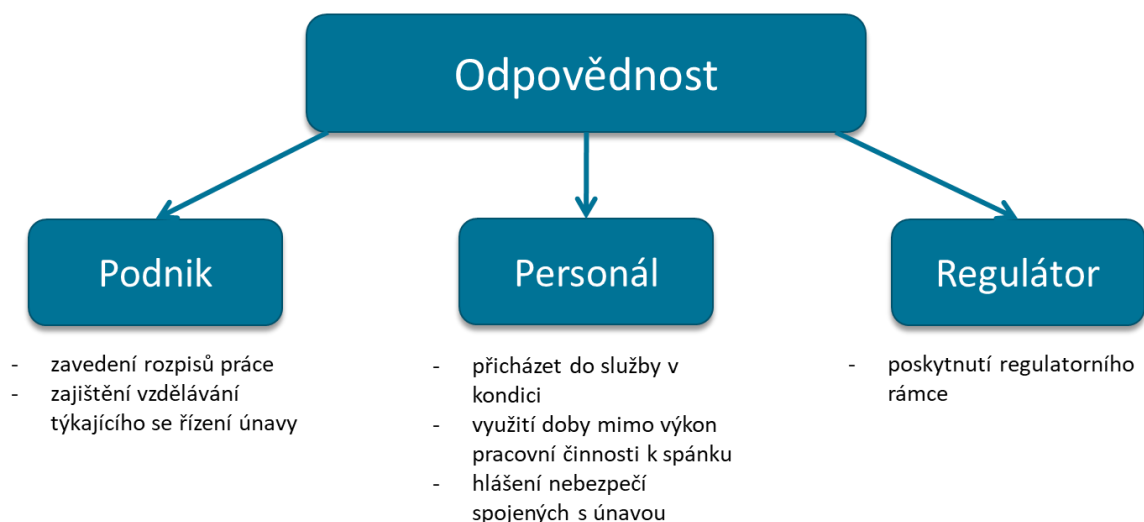 Odpovědnost
Podnik
- zavedení rozpisů práce
- zajištění vzdělávání
týkajícího se řízení únavy
Personál
- přicházet do služby v
kondici
- využití doby mimo výkon
pracovní činnosti k spánku
- hlášení nebezpečí
spojených s únavou
Regulátor
- poskytnutí regulatorního
rámce